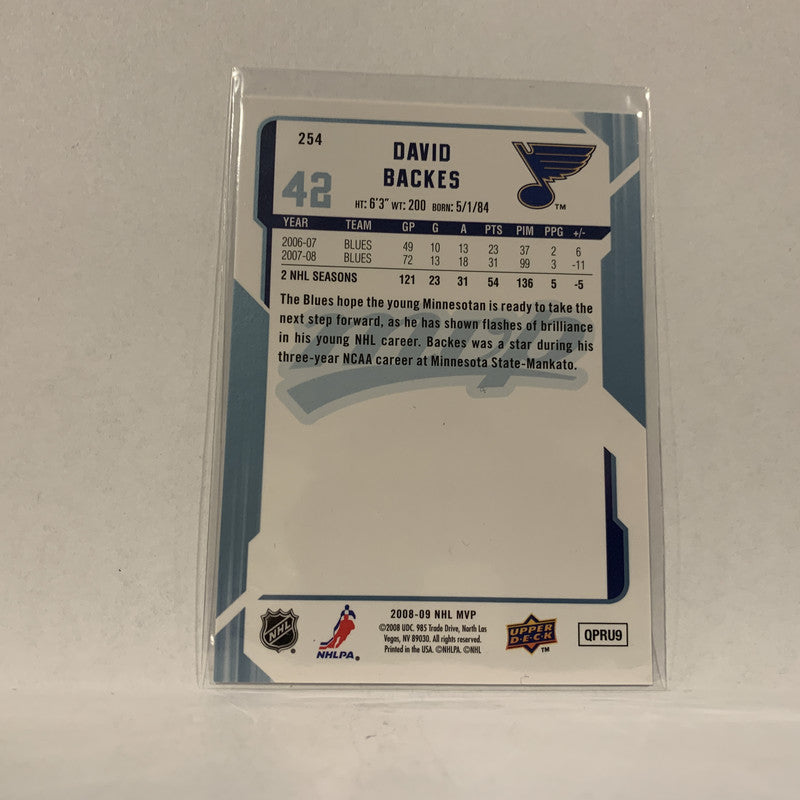 254
DAVID
BACKES
42
HT: 6'3" WT: 200 BORN: 5/1/84
TM
YEAR TEAM GP G A PTS PIM PPG +/-
2006-07 BLUES 49 10 13 23 37 2 6
2007-08 BLUES 72 13 18 31 99 3 -11
2 NHL SEASONS 121 23 31 54 136 5 -5
The Blues hope the young Minnesotan is ready to take the
next step forward, as he has shown flashes of brilliance
in his young NHL career. Backes was a star during his
three-year NCAA career at Minnesota State-Mankato.
mvp
2008-09 NHL MVP
©2008 UDC. 985 Trade Drive, North Las
Vegas, NV 89030. All rights reserved.
Printed in the USA. ©NHLPA. ©NHL
NHL
NHLPA.
UPPER
DECK
TM
QPRU9